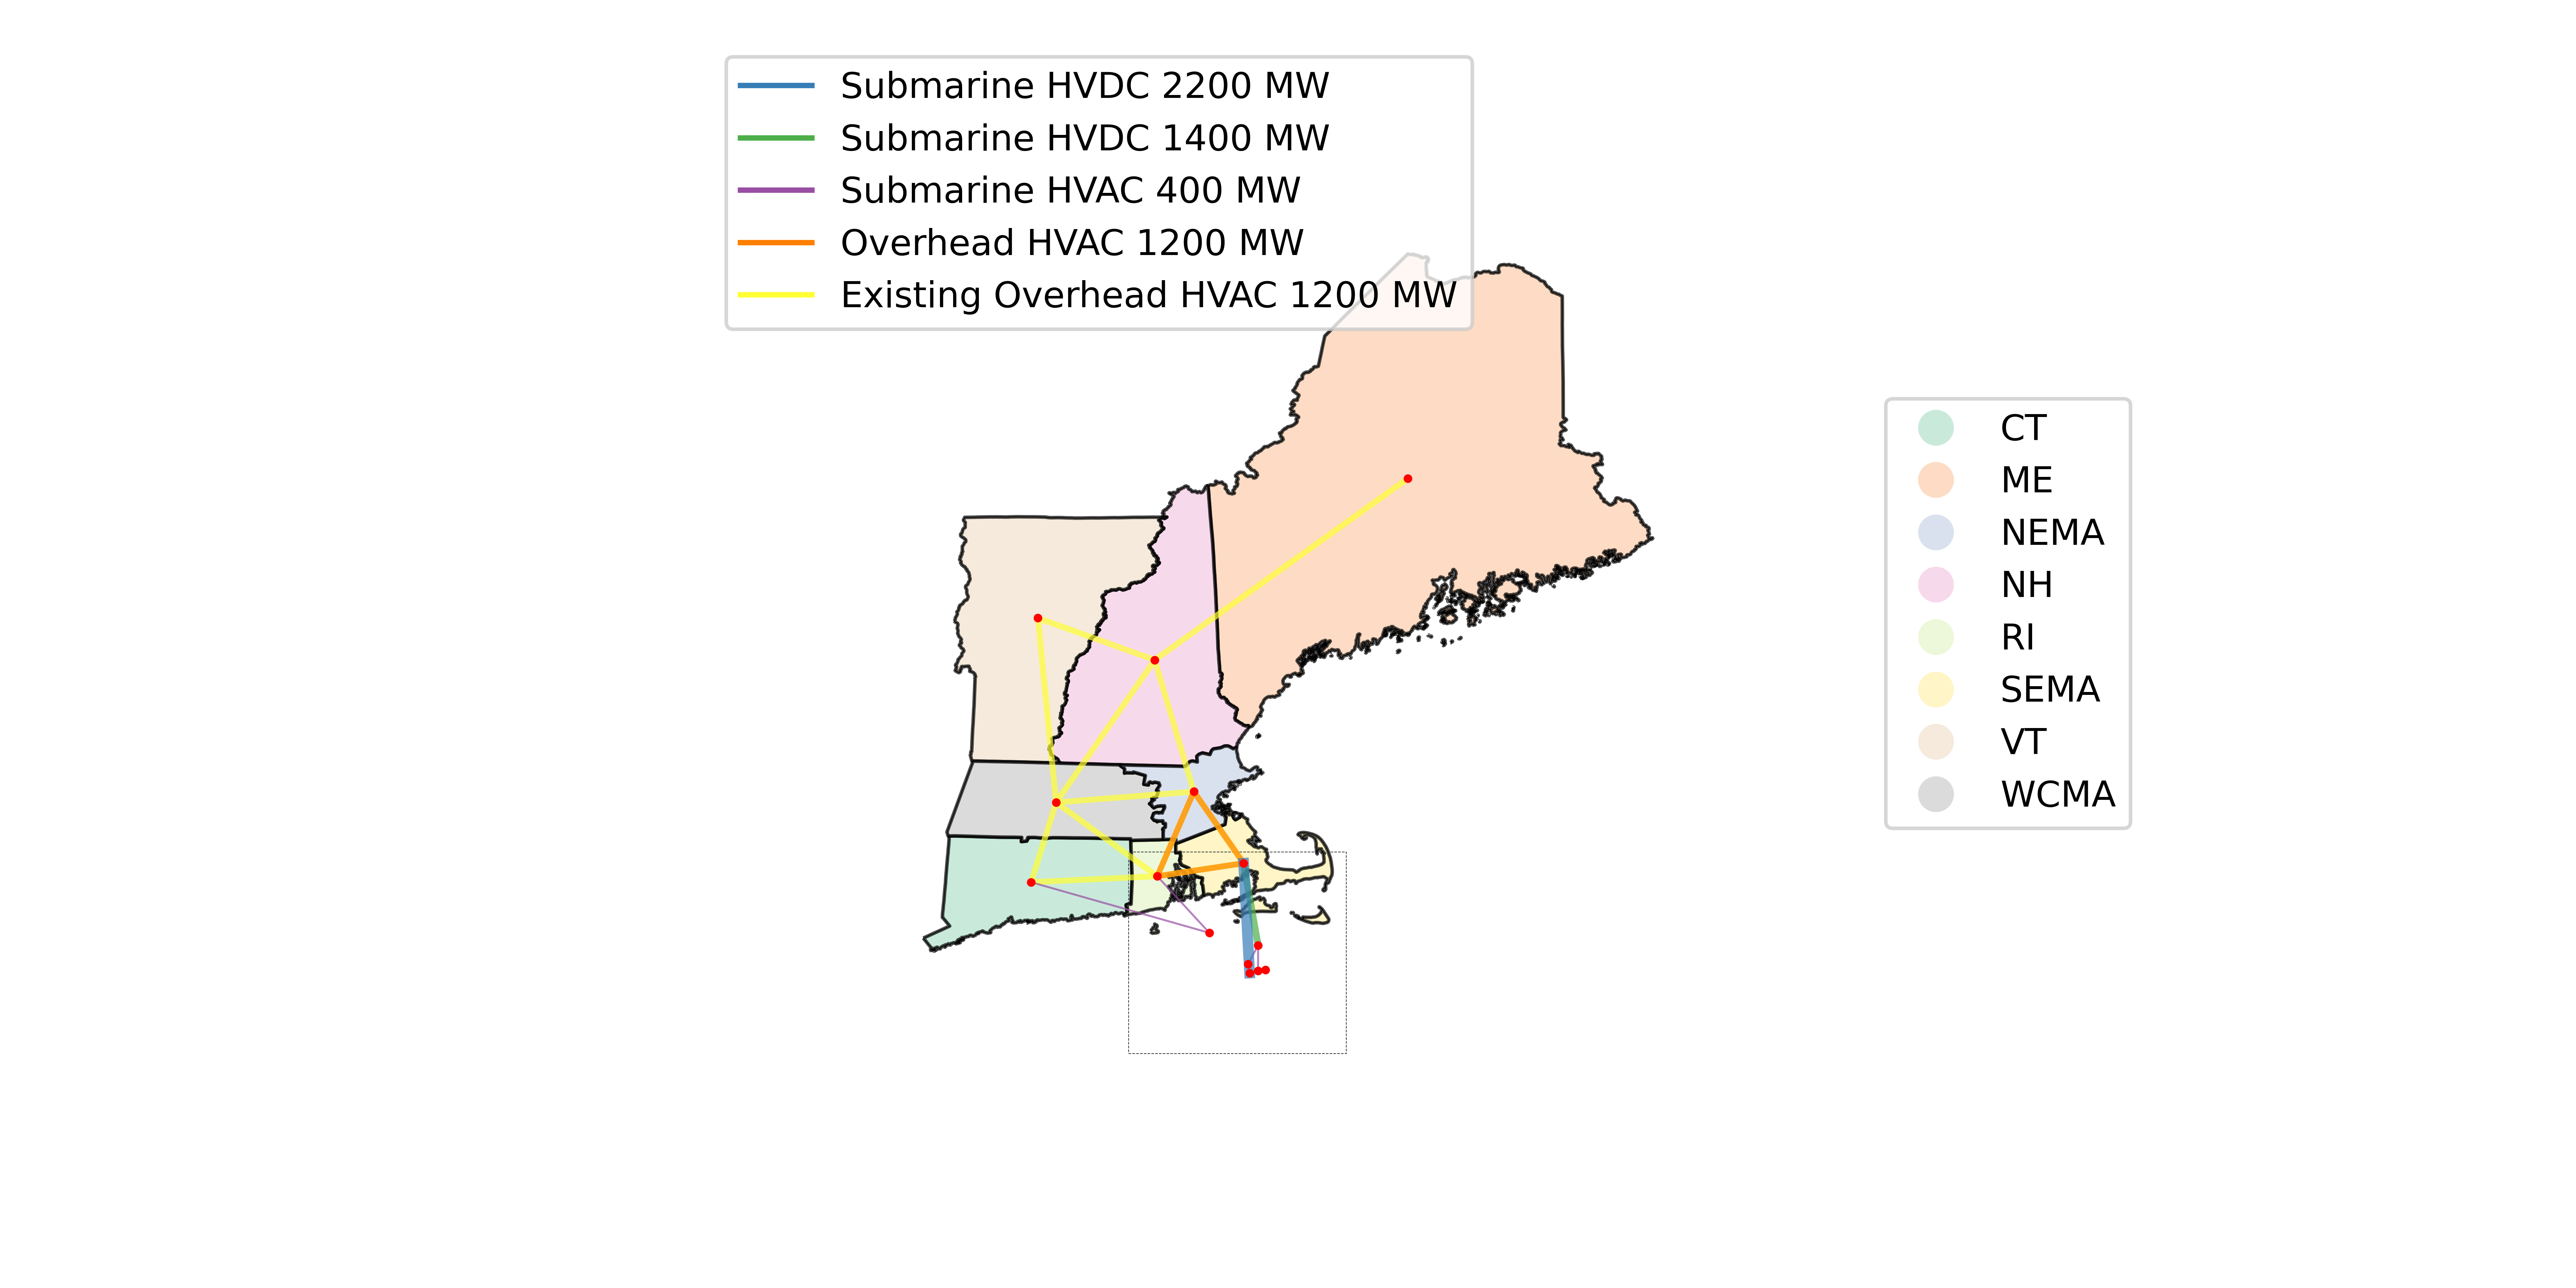 Submarine HVDC 2200 MW
Submarine HVDC 1400 MW
Submarine HVAC 400 MW
Overhead HVAC 1200 MW
Existing Overhead HVAC 1200 MW
CT
ME
NEMA
NH
RI
SEMA
VT
WCMA